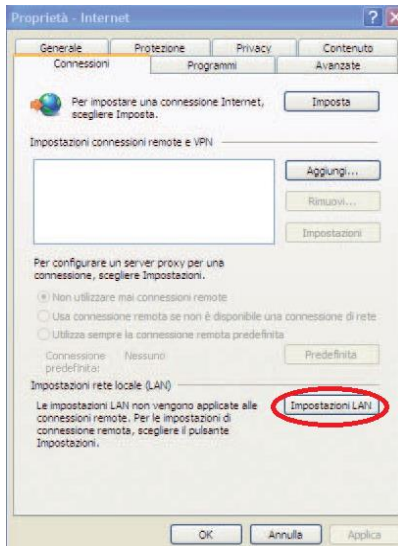 Proprietà - Internet
Generale Protezione Privacy Contenuto
Connessioni Programmi Avanzate
Per impostare una connessione Internet,
scegliere Imposta.
Imposta
Impostazioni connessioni remote e VPN
Aggiungi...
Rimuovi...
Impostazioni
Per configurare un server proxy per una
connessione, scegliere Impostazioni.
Non utilizzare mai connessioni remote
Usa connessione remota se non è disponibile una connessione di rete
Utilizza sempre la connessione remota predefinita
Connessione Nessuno
predefinita:
Predefinita
Impostazioni rete locale (LAN)
Le impostazioni LAN non vengono applicate alle
connessioni remote. Per le impostazioni di
connessione remota, scegliere il pulsante
Impostazioni.
Impostazioni LAN
OK Annulla Applica